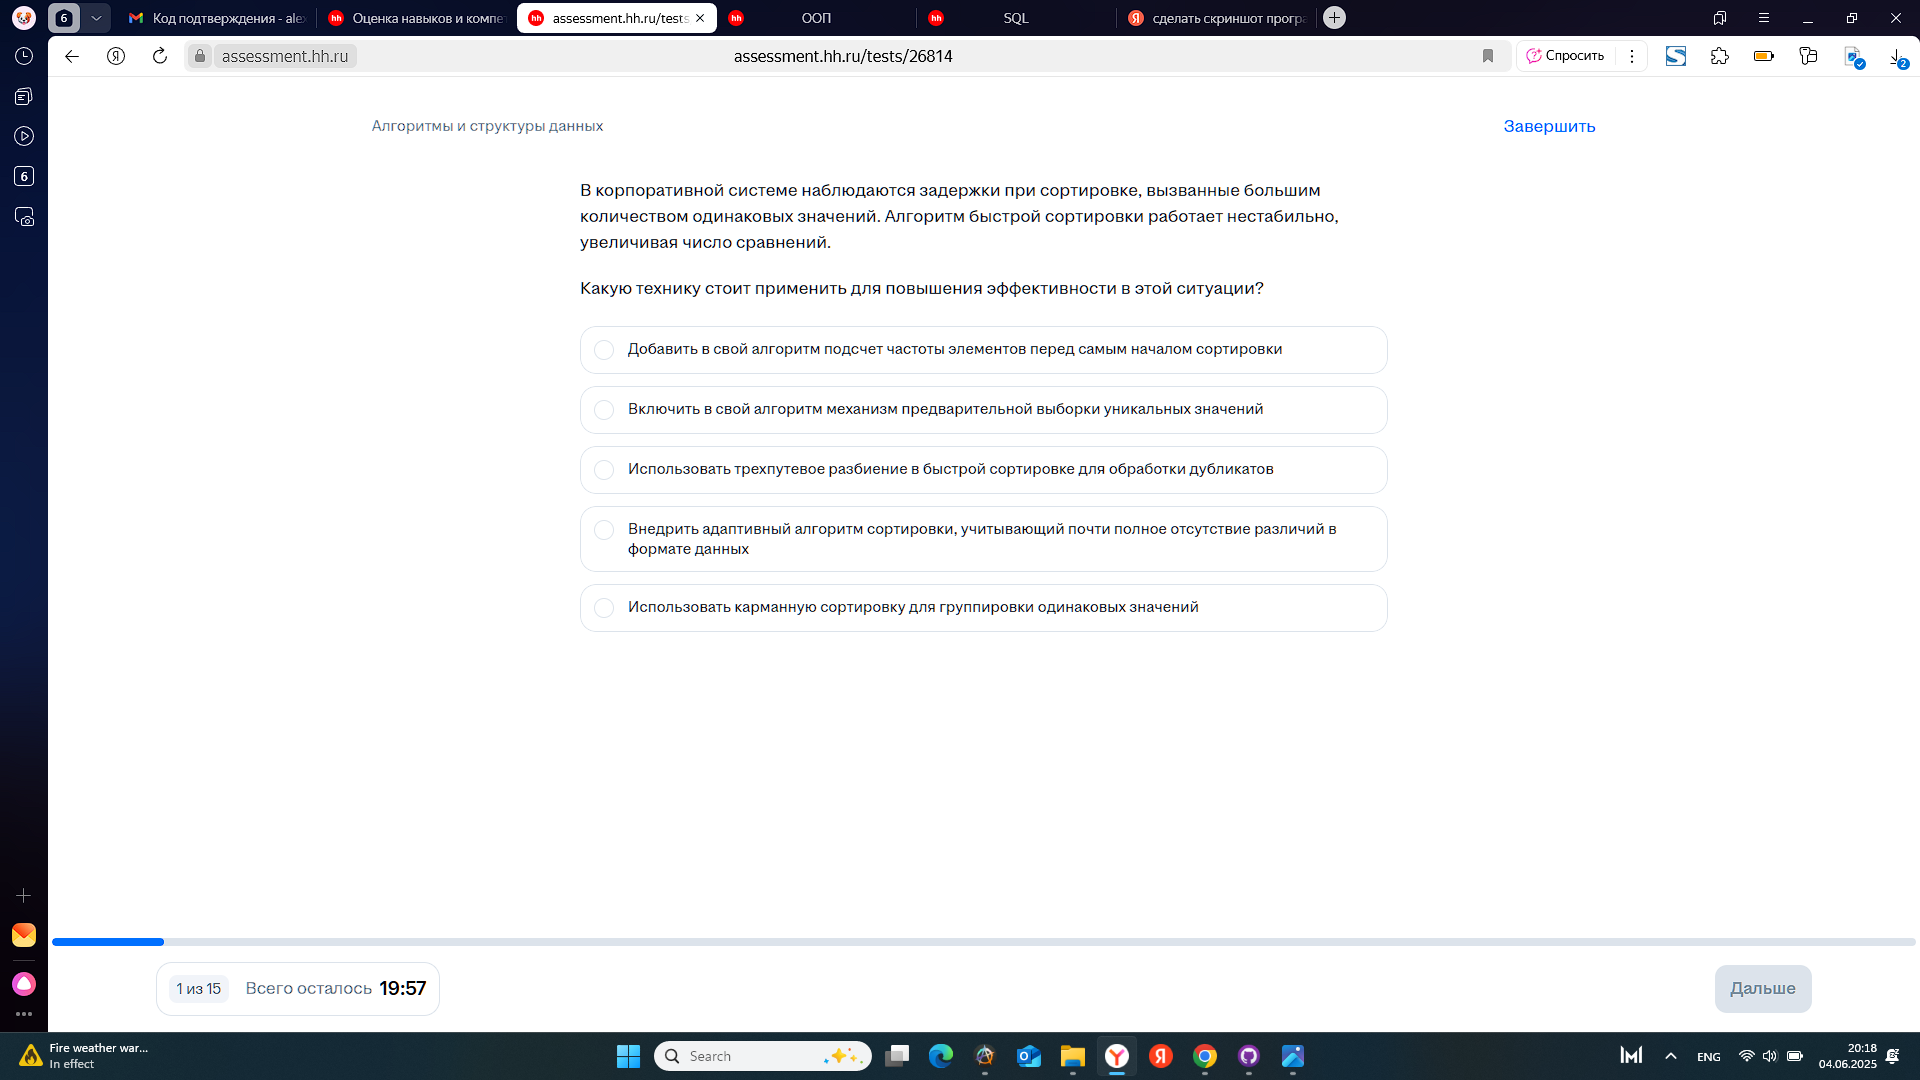 6
Код подтверждения - ale
Оценка навыков и компе
assessment.hh.ru/tests
ООП
SQL
сделать скриншот програ
assessment.hh.ru
assessment.hh.ru/tests/26814
Спросить
2
6
Алгоритмы и структуры данных
Завершить
В корпоративной системе наблюдаются задержки при сортировке, вызванные большим
количеством одинаковых значений. Алгоритм быстрой сортировки работает нестабильно,
увеличивая число сравнений.
Какую технику стоит применить для повышения эффективности в этой ситуации?
Добавить в свой алгоритм подсчет частоты элементов перед самым началом сортировки
Включить в свой алгоритм механизм предварительной выборки уникальных значений
Использовать трехпутевое разбиение в быстрой сортировке для обработки дубликатов
Внедрить адаптивный алгоритм сортировки, учитывающий почти полное отсутствие различий в
формате данных
Использовать карманную сортировку для группировки одинаковых значений
1 из 15
Всего осталось 19:57
Дальше
Fire weather war...
In effect
Search
ENG
20:18
04.06.2025